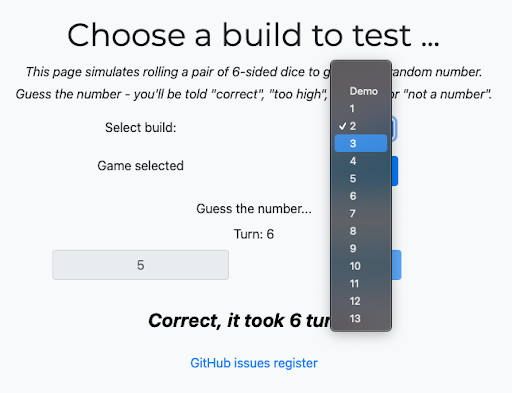 Choose a build to test ...
This page simulates rolling a pair of 6-sided dice to g random number.
Guess the number - you'll be told "correct", "too high", or "not a number".
Select build:
Demo
1
✓ 2
3
4
5
6
7
8
9
10
11
12
13
Game selected
Guess the number...
Turn: 6
5
Correct, it took 6 tur
GitHub issues register